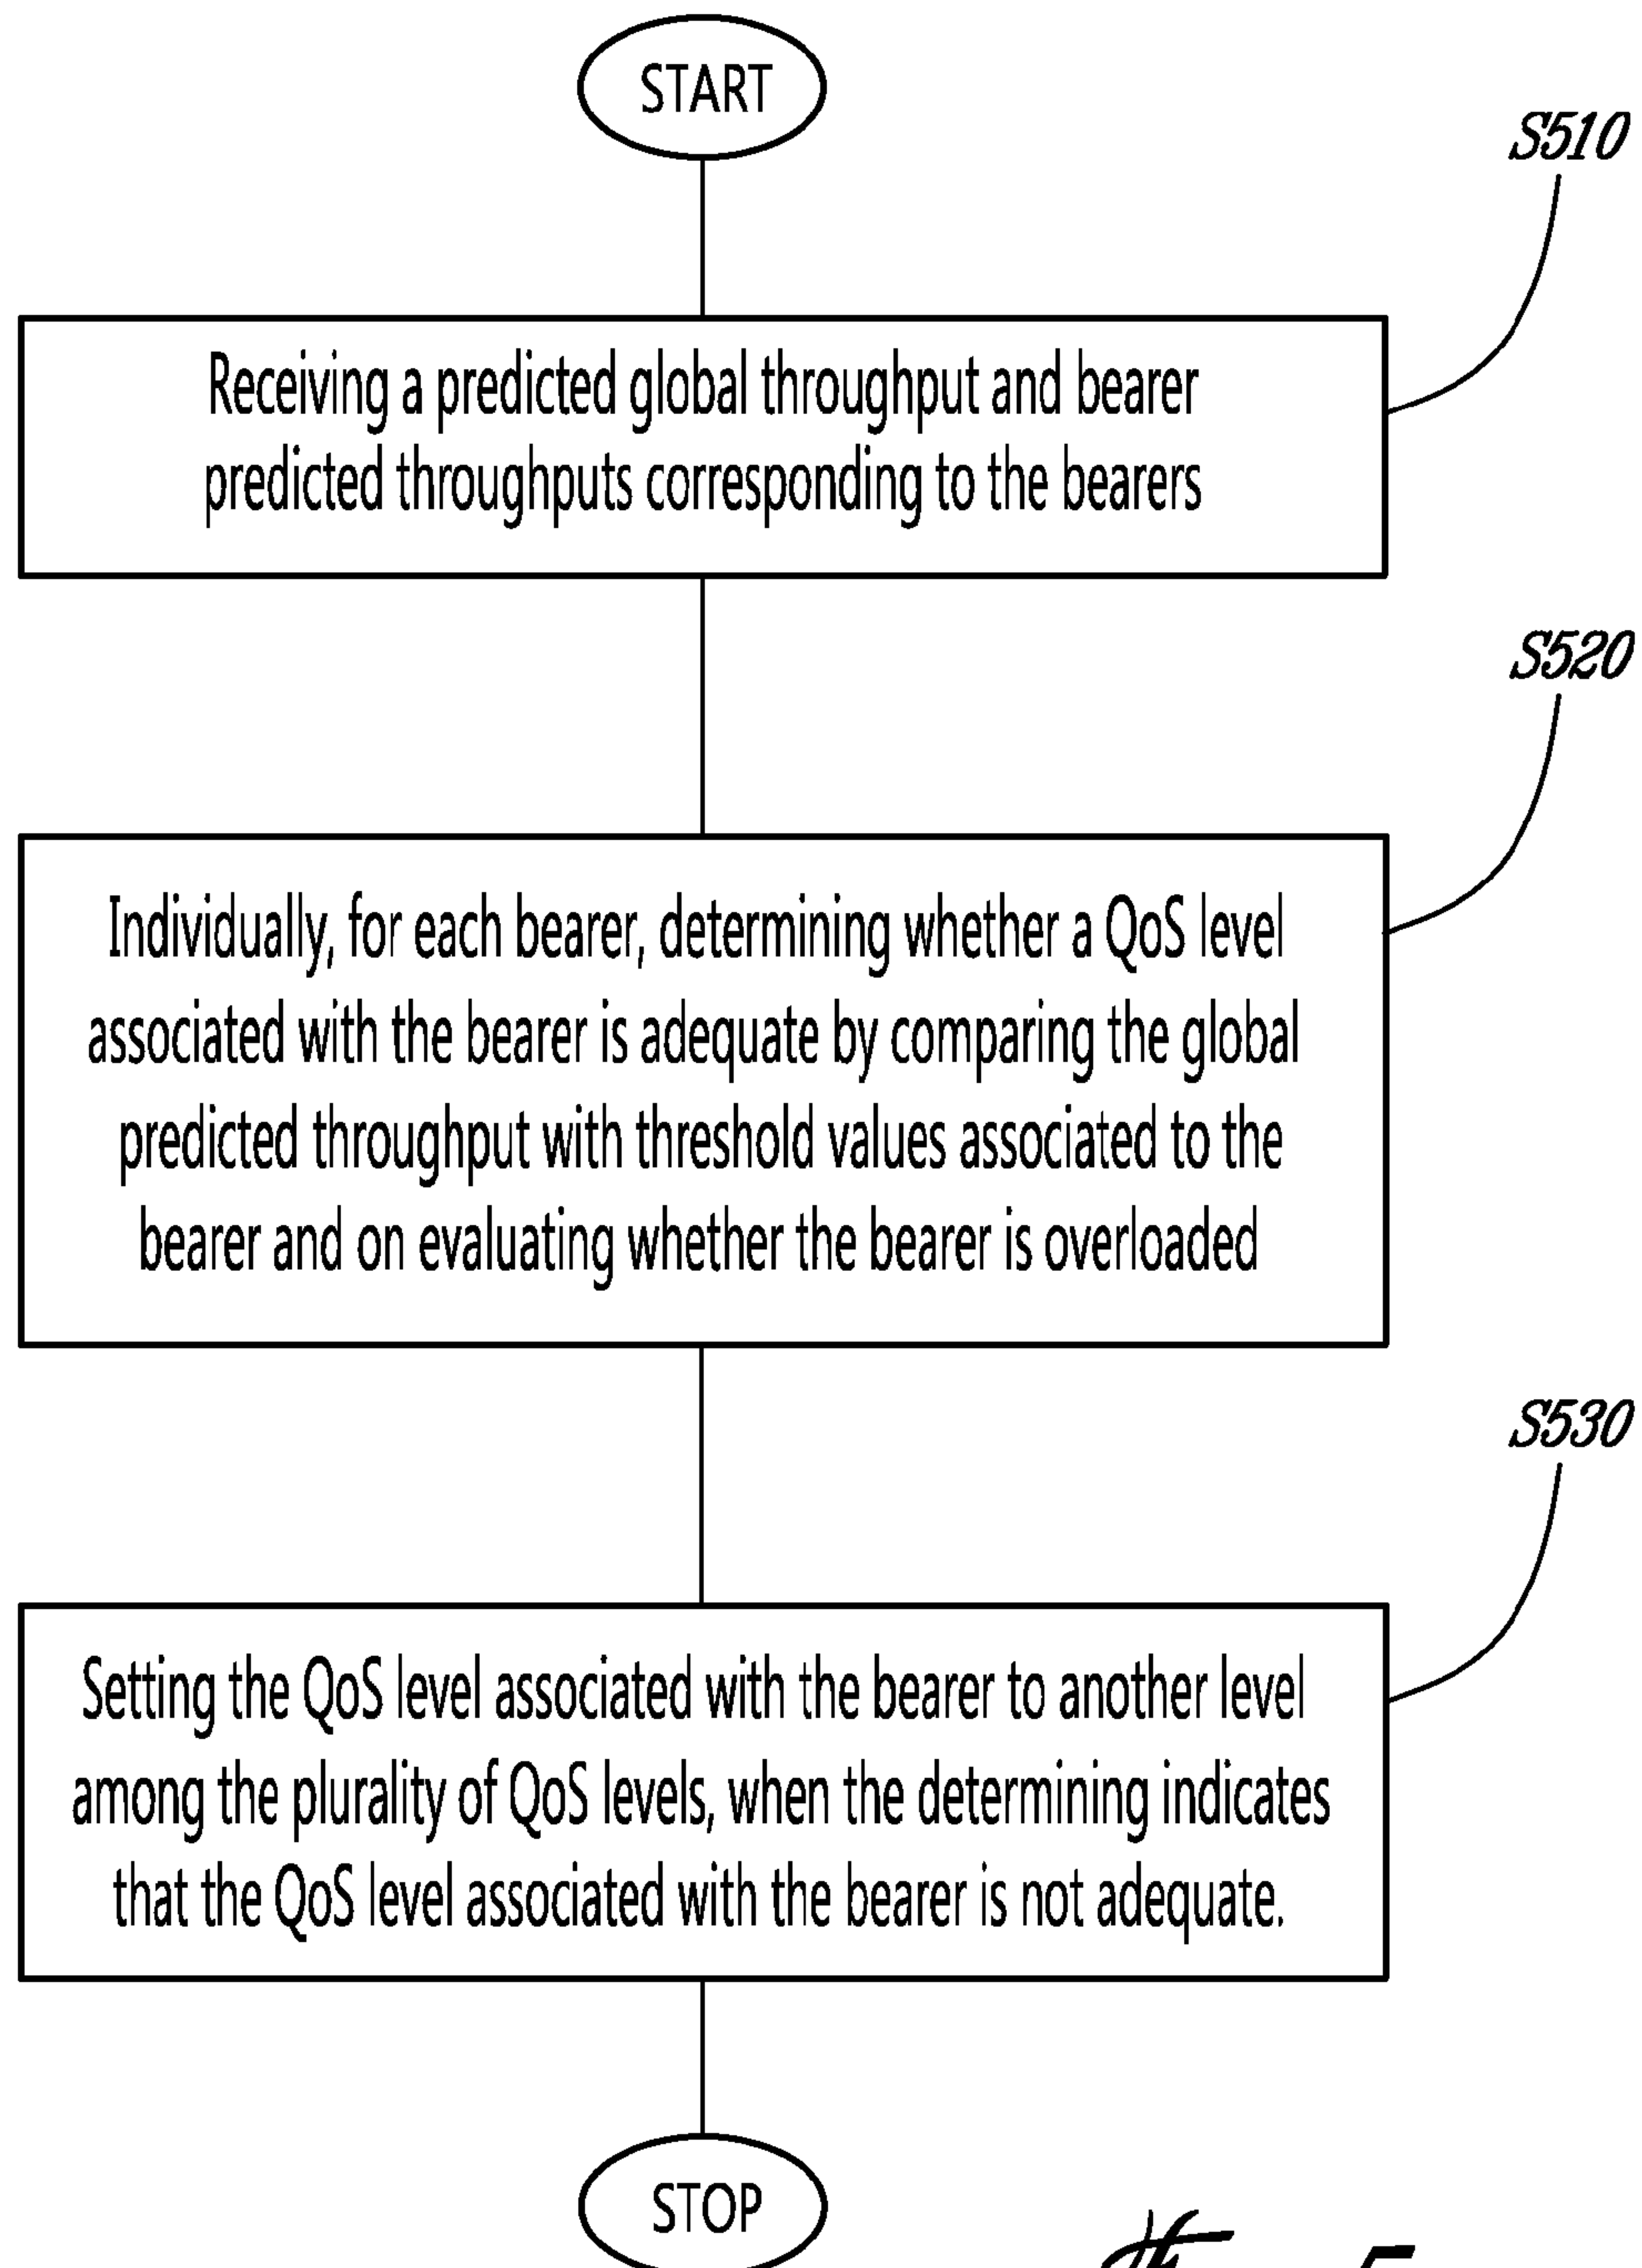 START
S510
Receiving a predicted global throughput and bearer
predicted throughputs corresponding to the bearers
S520
Individually, for each bearer, determining whether a QoS level
associated with the bearer is adequate by comparing the global
predicted throughput with threshold values associated to the
bearer and on evaluating whether the bearer is overloaded
S530
Setting the QoS level associated with the bearer to another level
among the plurality of QoS levels, when the determining indicates
that the QoS level associated with the bearer is not adequate.
STOP